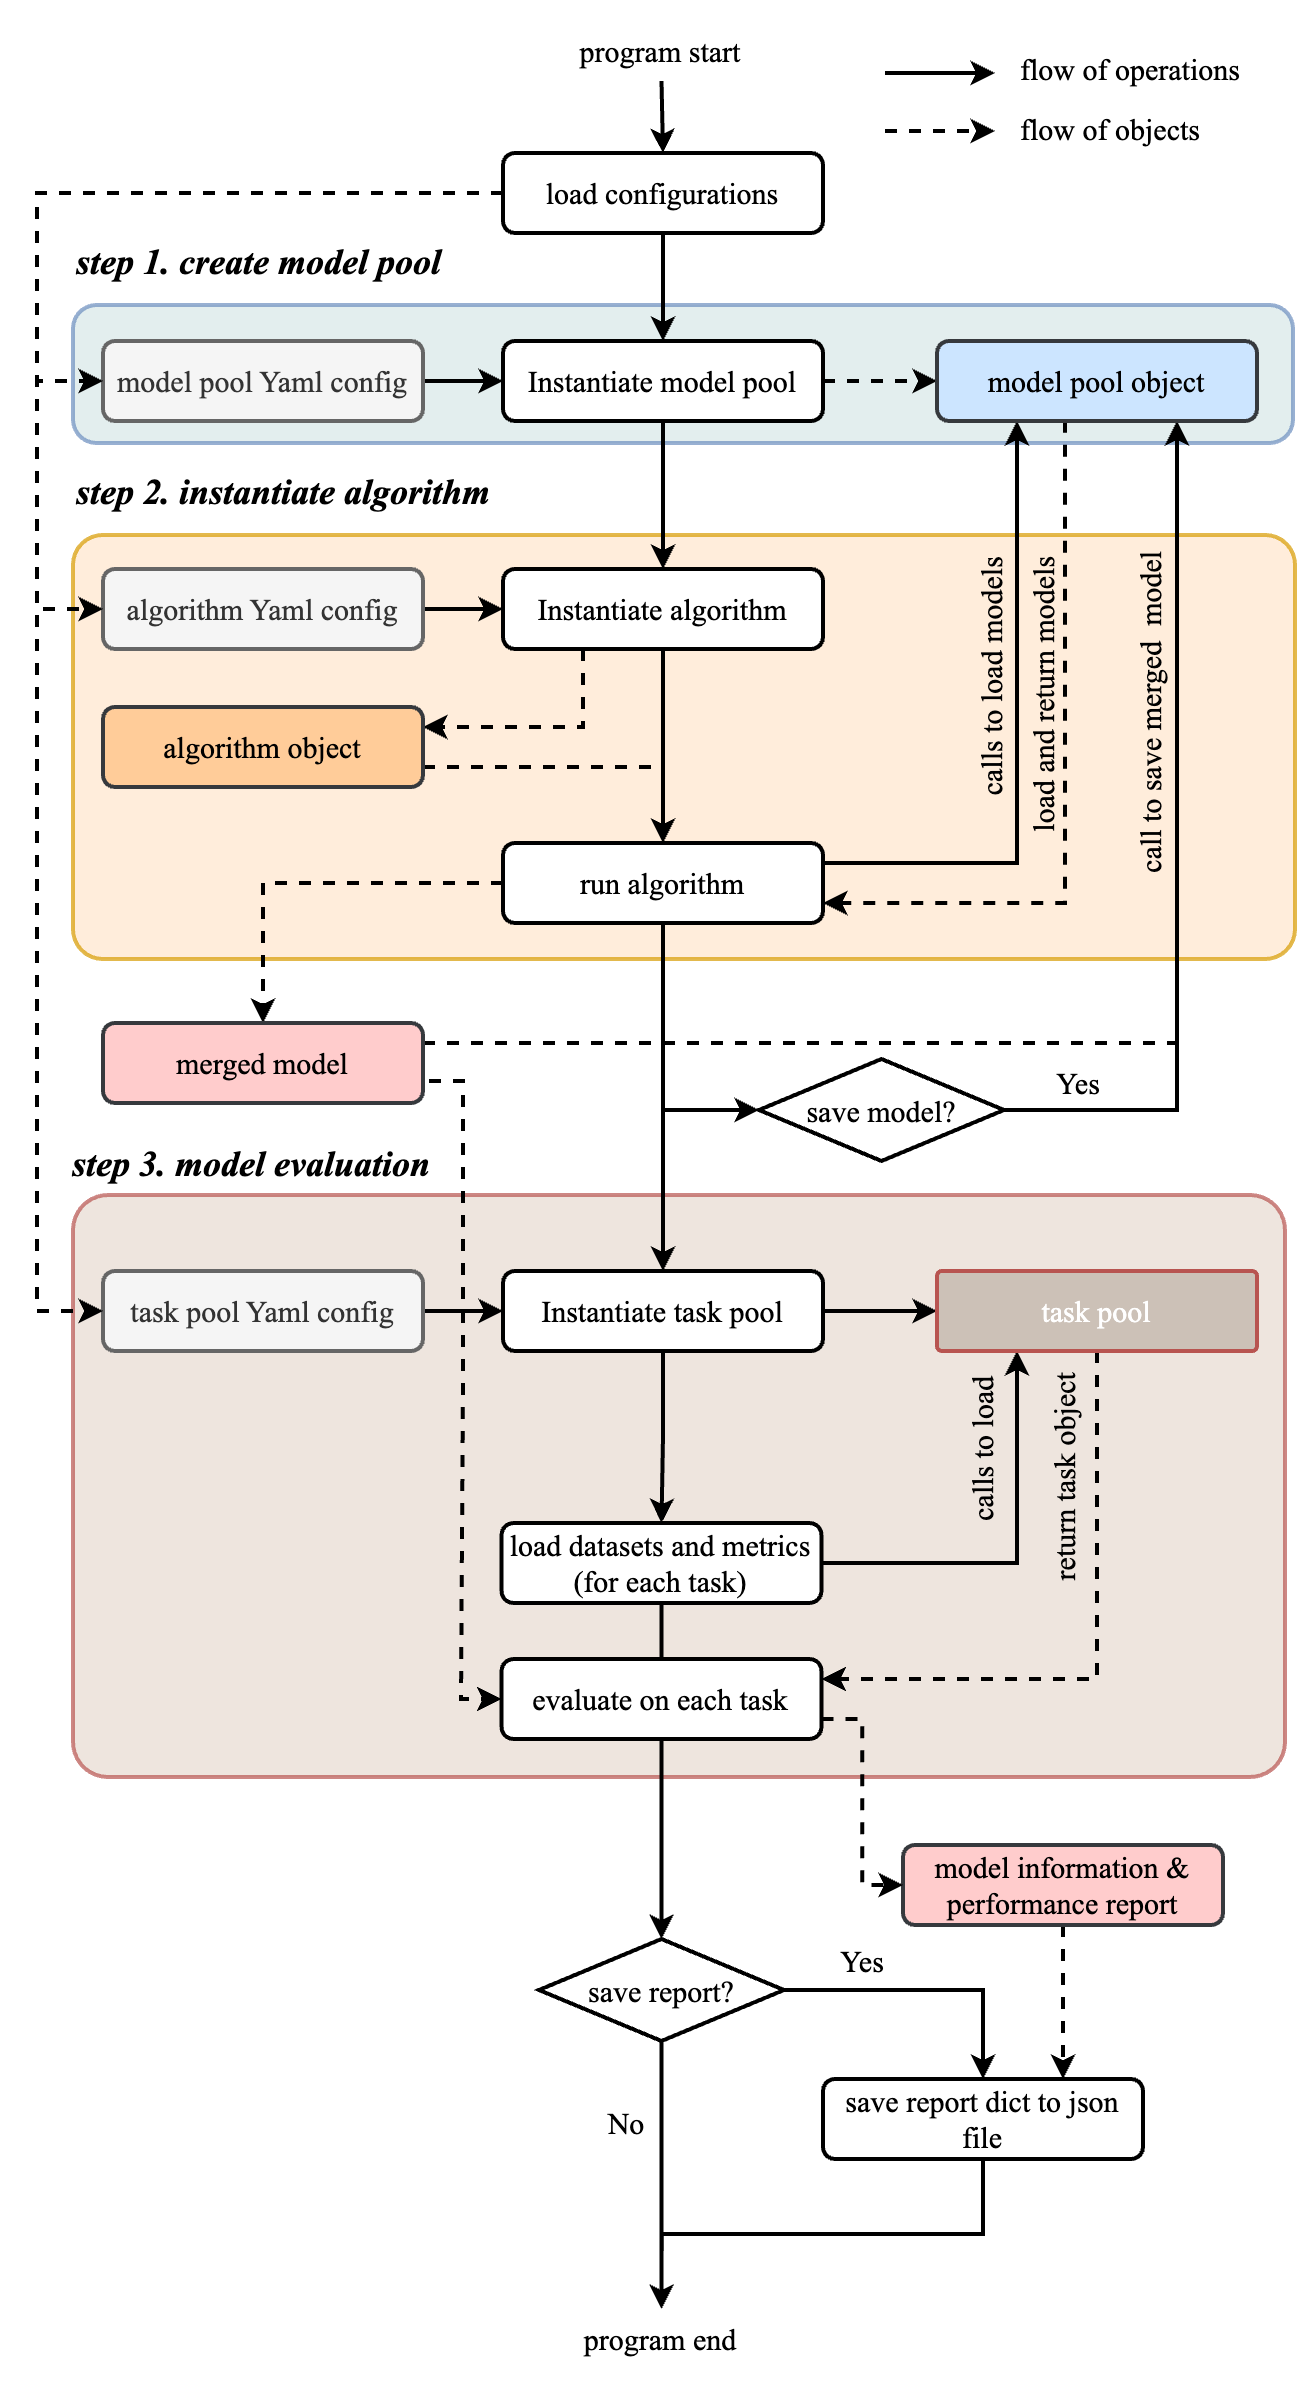 program start
flow of operations
flow of objects
load configurations
step 1. create model pool
model pool Yaml config
Instantiate model pool
model pool object
step 2. instantiate algorithm
algorithm Yaml config
Instantiate algorithm
calls to load models
load and return models
call to save merged model
algorithm object
run algorithm
merged model
save model?
Yes
step 3. model evaluation
task pool Yaml config
Instantiate task pool
task pool
calls to load
return task object
load datasets and metrics
(for each task)
evaluate on each task
model information &
performance report
save report?
Yes
No
save report dict to json
file
program end